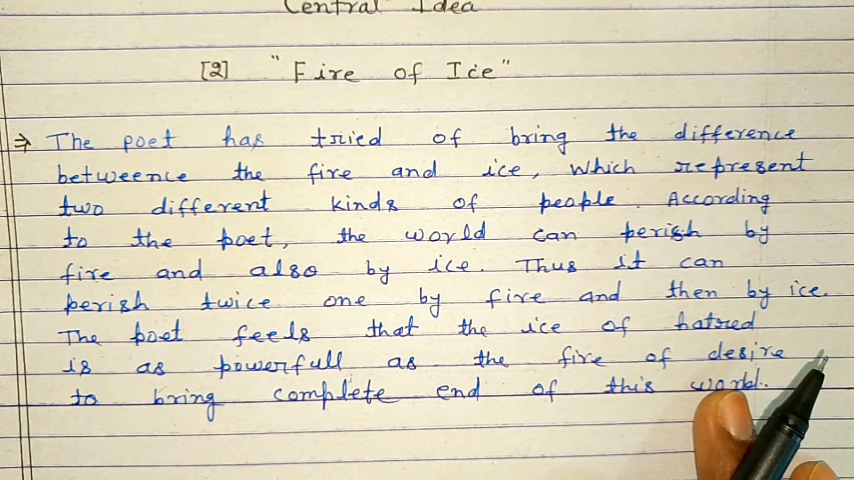 Central Idea
[2] "Fire of Ice"
⇒ The poet has tried of bring the difference
betweence the fire and ice, which represent
two different kinds of people. According
to the poet, the world can perish by
fire and also by ice. Thus it can
perish twice one by fire and then by ice.
The poet feels that the ice of hatred
is as powerfull as the fire of desire
to bring complete end of this world.